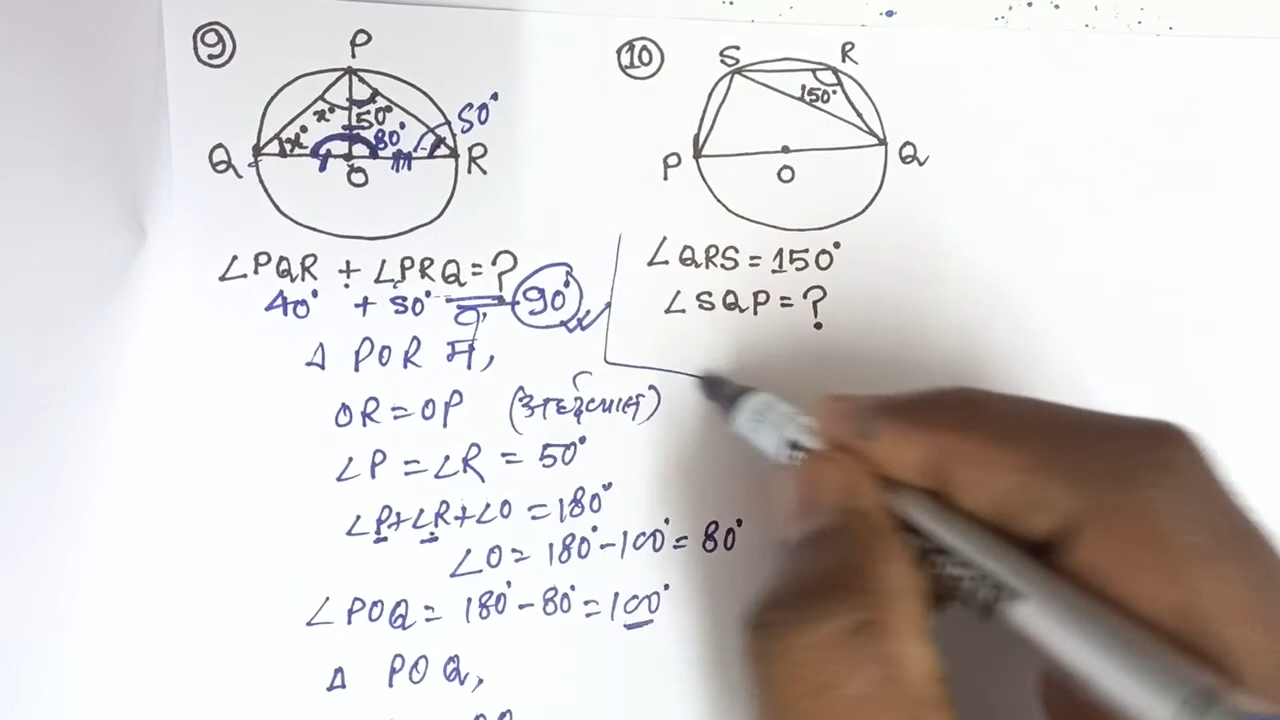 9
P
x° 50° 50°
x° 80°
Q O R
∠PQR + ∠PRQ = ?
40° + 50° = 90°
Δ POR में,
OR = OP
∠P = ∠R = 50°
∠P + ∠R + ∠O = 180°
∠O = 180° - 100° = 80°
∠POQ = 180° - 80° = 100°
Δ POQ,
10
S R
150°
P O Q
∠QRS = 150°
∠SQP = ?